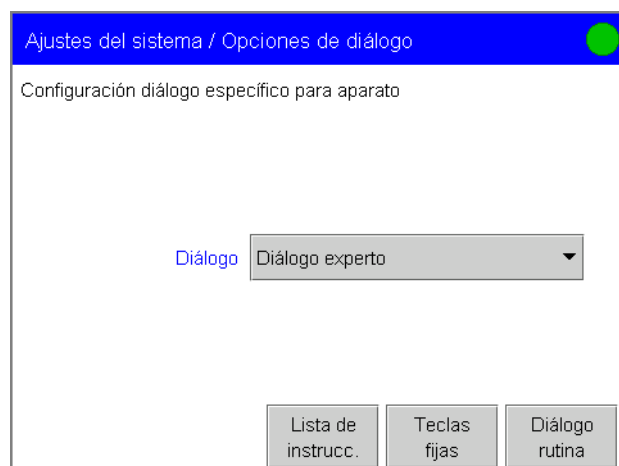 Ajustes del sistema / Opciones de diálogo
Configuración diálogo específico para aparato
Diálogo Diálogo experto
Lista de Teclas Diálogo
instrucc. fijas rutina